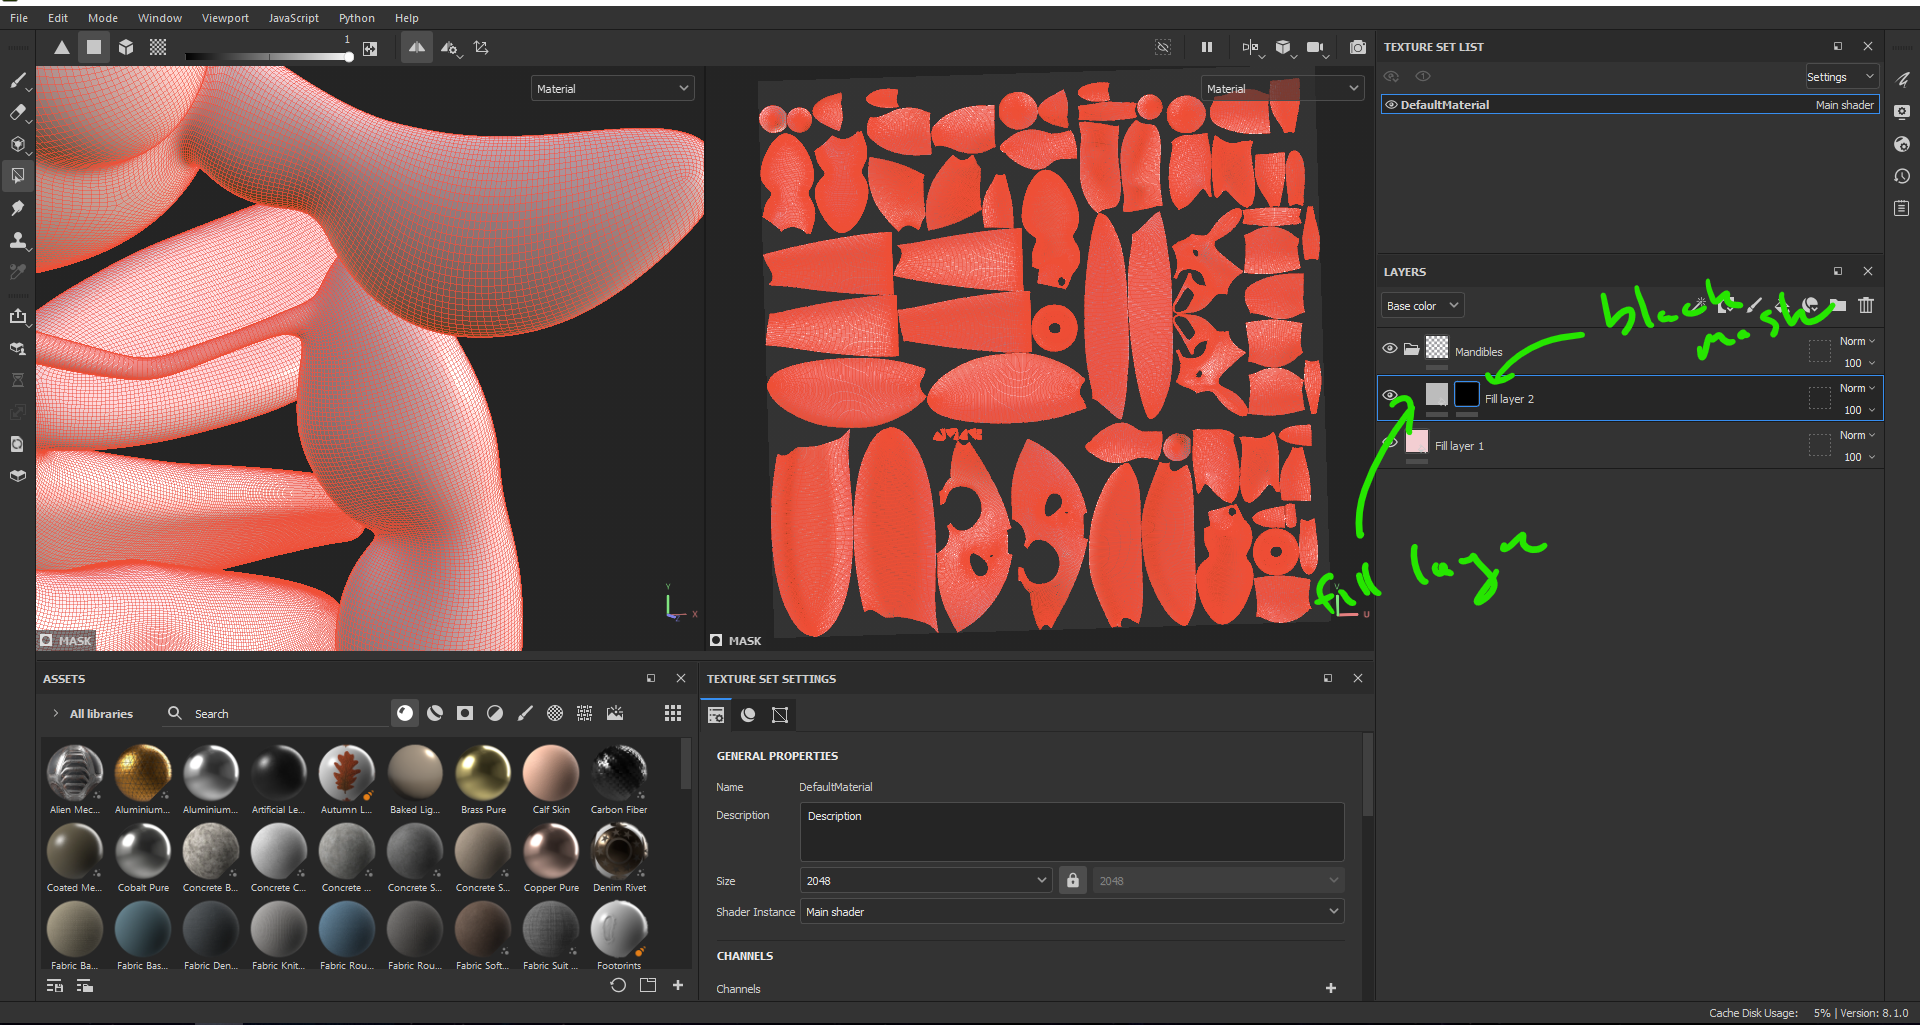 File Edit Mode Window Viewport JavaScript Python Help
1
Material
Material
MASK
MASK
Y
X
Z
V
U
TEXTURE SET LIST
Settings
DefaultMaterial Main shader
LAYERS
Base color
Mandibles Norm
100
Fill layer 2 Norm
100
Fill layer 1 Norm
100
black
mask
fill layer
ASSETS
All libraries Search
Alien Mec... Aluminium... Aluminium... Artificial Le... Autumn L... Baked Lig... Brass Pure Calf Skin Carbon Fiber
Coated Me... Cobalt Pure Concrete B... Concrete C... Concrete ... Concrete S... Concrete S... Copper Pure Denim Rivet
Fabric Ba... Fabric Bas... Fabric Den... Fabric Knit... Fabric Rou... Fabric Rou... Fabric Soft... Fabric Suit ... Footprints
TEXTURE SET SETTINGS
GENERAL PROPERTIES
Name DefaultMaterial
Description Description
Size 2048 2048
Shader Instance Main shader
CHANNELS
Channels
Cache Disk Usage: 5% | Version: 8.1.0